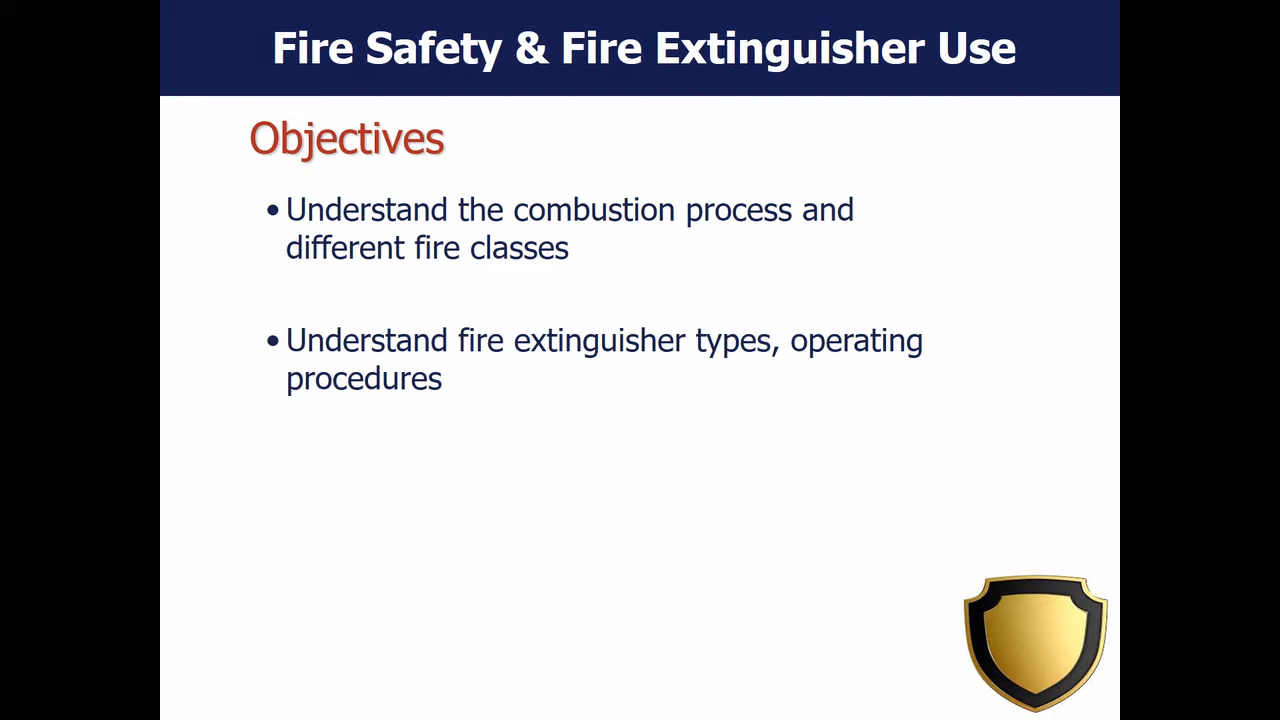 Fire Safety & Fire Extinguisher Use
Objectives
•Understand the combustion process and
different fire classes
•Understand fire extinguisher types, operating
procedures